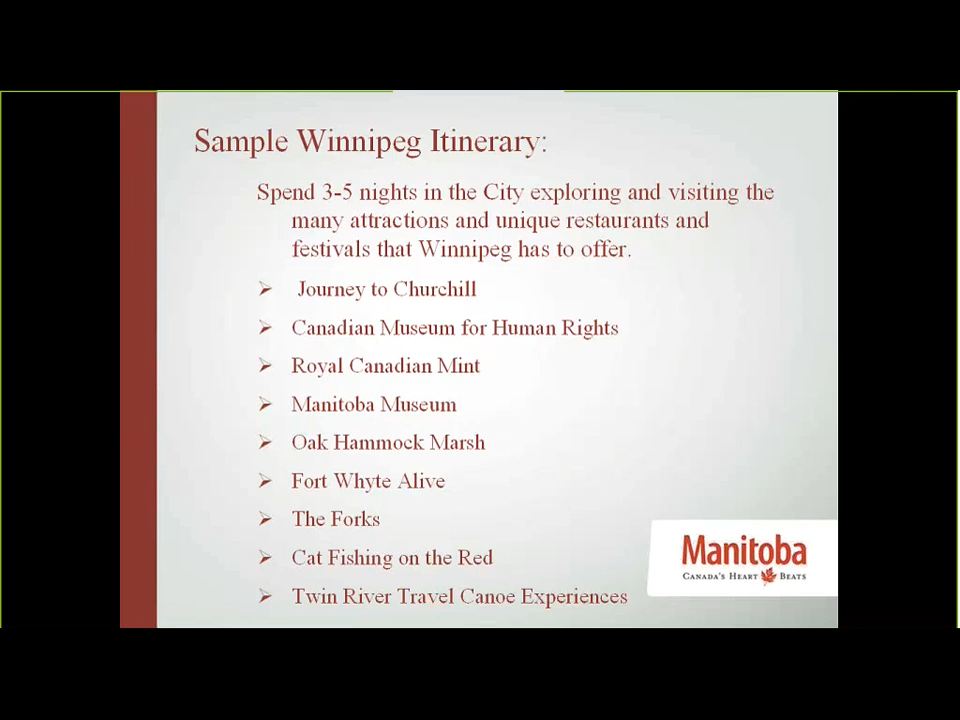 Sample Winnipeg Itinerary:
Spend 3-5 nights in the City exploring and visiting the
many attractions and unique restaurants and
festivals that Winnipeg has to offer.
Journey to Churchill
Canadian Museum for Human Rights
Royal Canadian Mint
Manitoba Museum
Oak Hammock Marsh
Fort Whyte Alive
The Forks
Cat Fishing on the Red
Twin River Travel Canoe Experiences
Manitoba
CANADA'S HEART BEATS